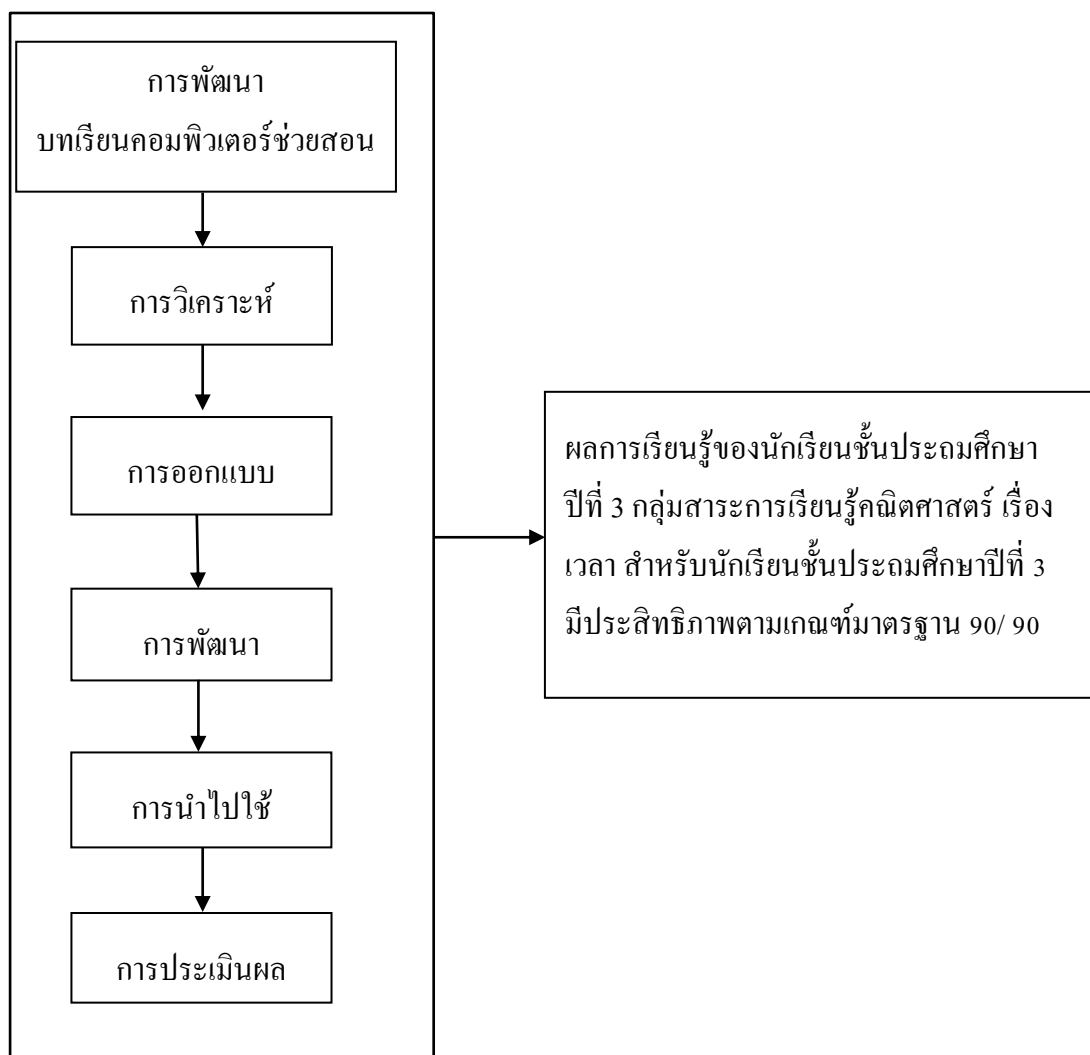 การพัฒนา
บทเรียนคอมพิวเตอร์ช่วยสอน
การวิเคราะห์
การออกแบบ
การพัฒนา
การนำไปใช้
การประเมินผล
ผลการเรียนรู้ของนักเรียนชั้นประถมศึกษา
ปีที่ 3 กลุ่มสาระการเรียนรู้คณิตศาสตร์ เรื่อง
เวลา สำหรับนักเรียนชั้นประถมศึกษาปีที่ 3
มีประสิทธิภาพตามเกณฑ์มาตรฐาน 90/ 90